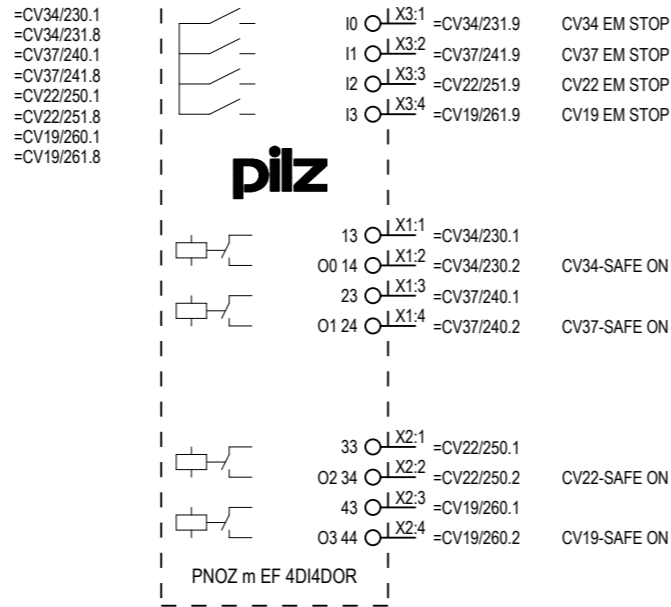 =CV34/230.1
=CV34/231.8
=CV37/240.1
=CV37/241.8
=CV22/250.1
=CV22/251.8
=CV19/260.1
=CV19/261.8
I0 X3:1 =CV34/231.9 CV34 EM STOP
I1 X3:2 =CV37/241.9 CV37 EM STOP
I2 X3:3 =CV22/251.9 CV22 EM STOP
I3 X3:4 =CV19/261.9 CV19 EM STOP
pilz
13 X1:1 =CV34/230.1
O0 14 X1:2 =CV34/230.2 CV34-SAFE ON
23 X1:3 =CV37/240.1
O1 24 X1:4 =CV37/240.2 CV37-SAFE ON
33 X2:1 =CV22/250.1
O2 34 X2:2 =CV22/250.2 CV22-SAFE ON
43 X2:3 =CV19/260.1
O3 44 X2:4 =CV19/260.2 CV19-SAFE ON
PNOZ m EF 4DI4DOR